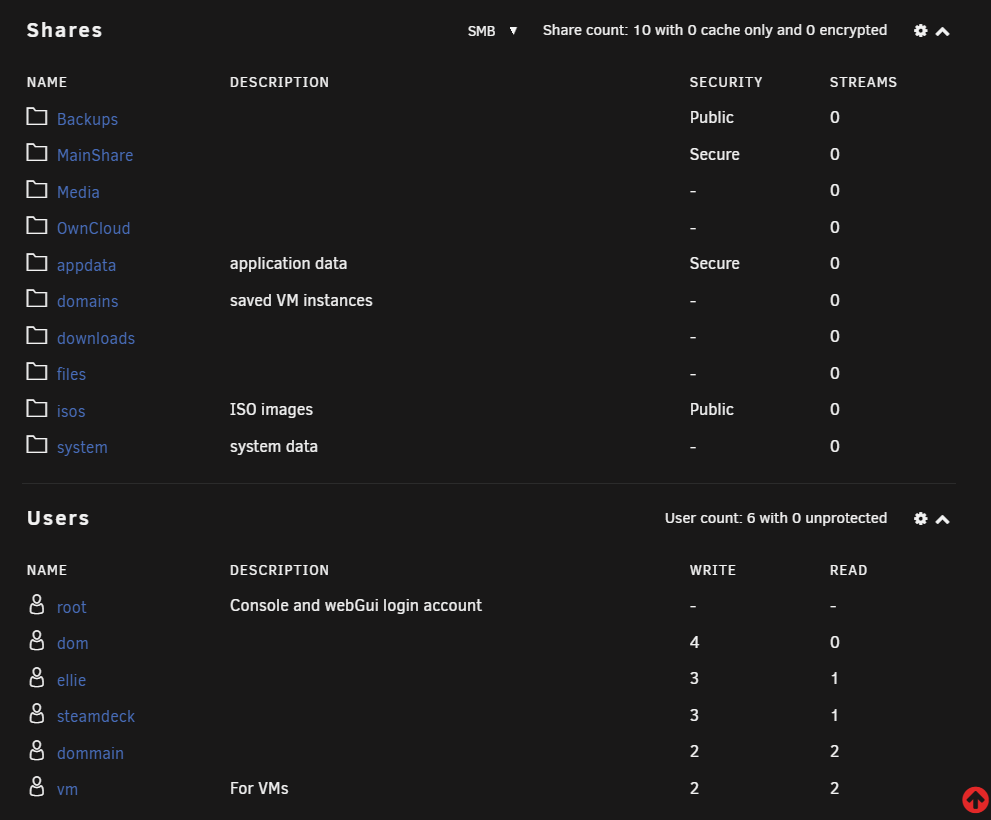 Shares SMB ▼ Share count: 10 with 0 cache only and 0 encrypted
NAME DESCRIPTION SECURITY STREAMS
Backups Public 0
MainShare Secure 0
Media - 0
OwnCloud - 0
appdata application data Secure 0
domains saved VM instances - 0
downloads - 0
files - 0
isos ISO images Public 0
system system data - 0
Users User count: 6 with 0 unprotected
NAME DESCRIPTION WRITE READ
root Console and webGui login account - -
dom 4 0
ellie 3 1
steamdeck 3 1
dommain 2 2
vm For VMs 2 2